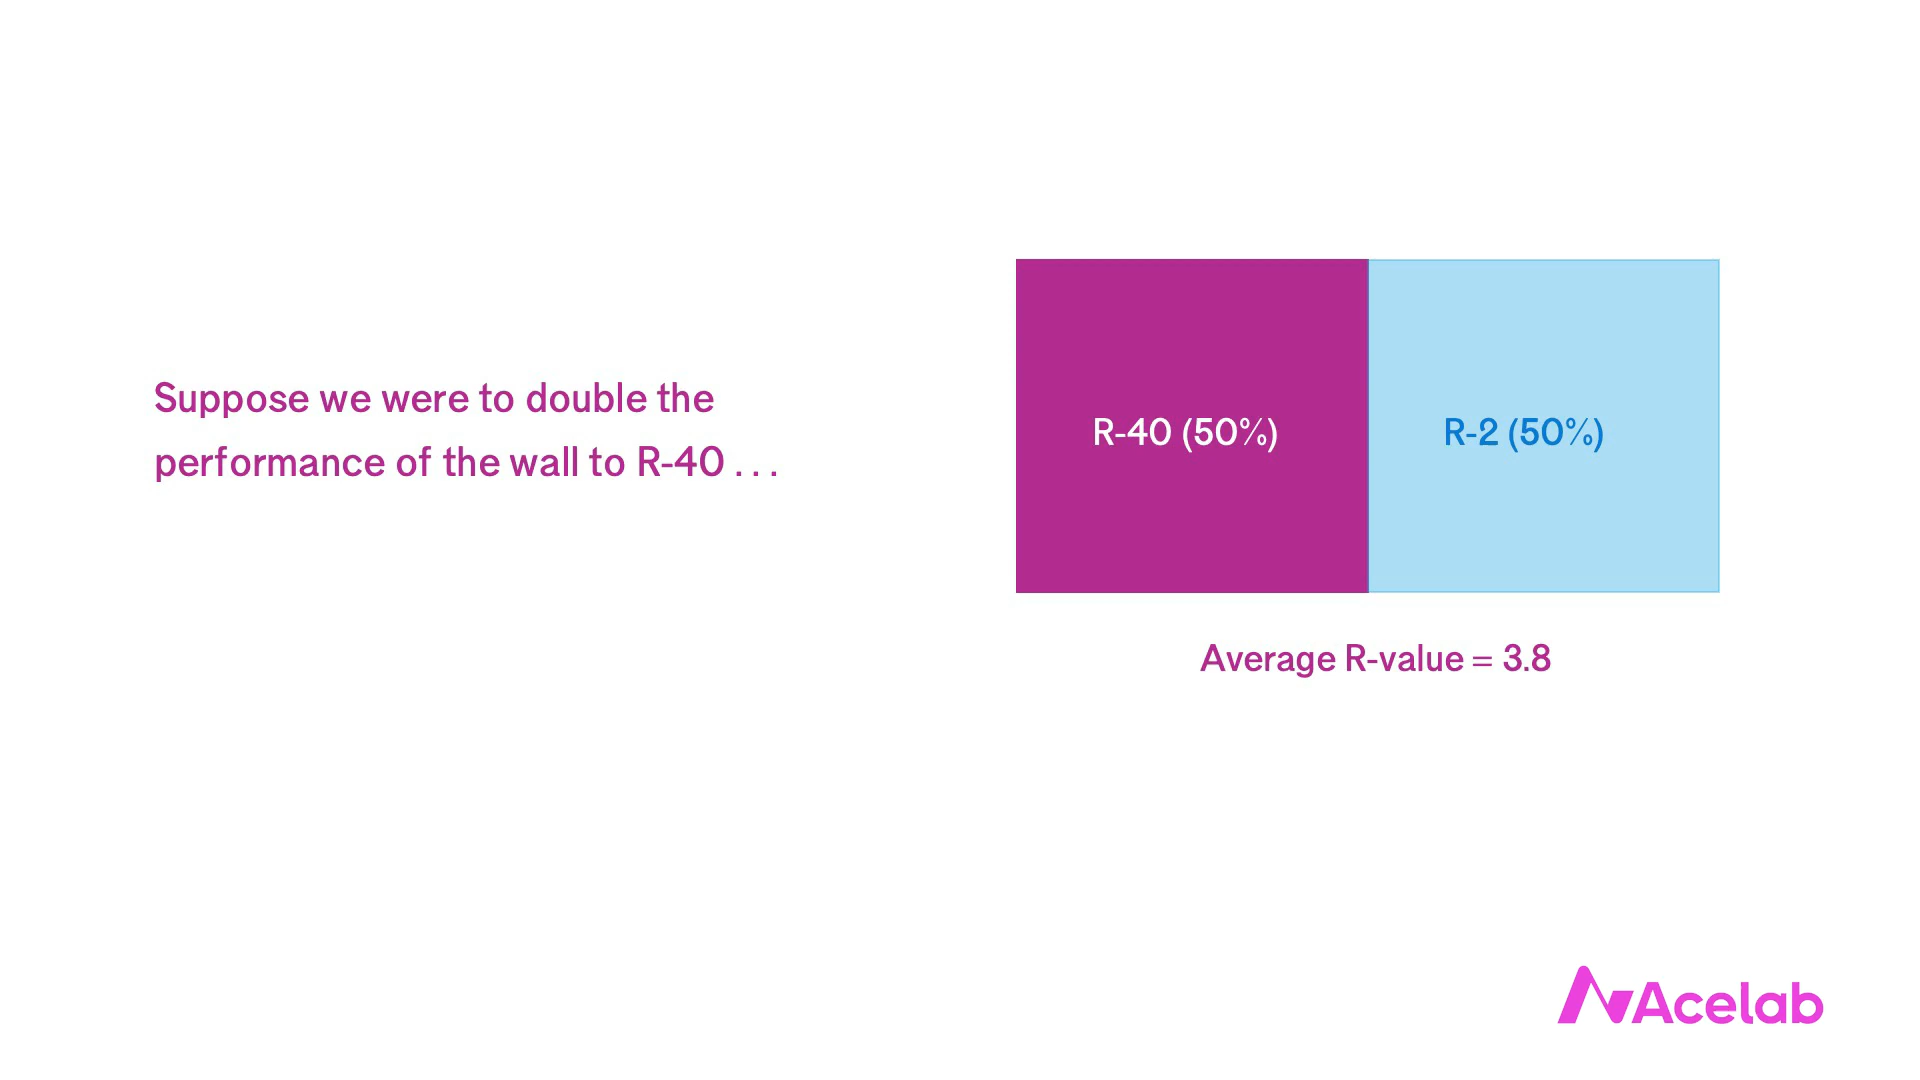 Suppose we were to double the
performance of the wall to R-40 . . .
R-40 (50%)
R-2 (50%)
Average R-value = 3.8
Acelab